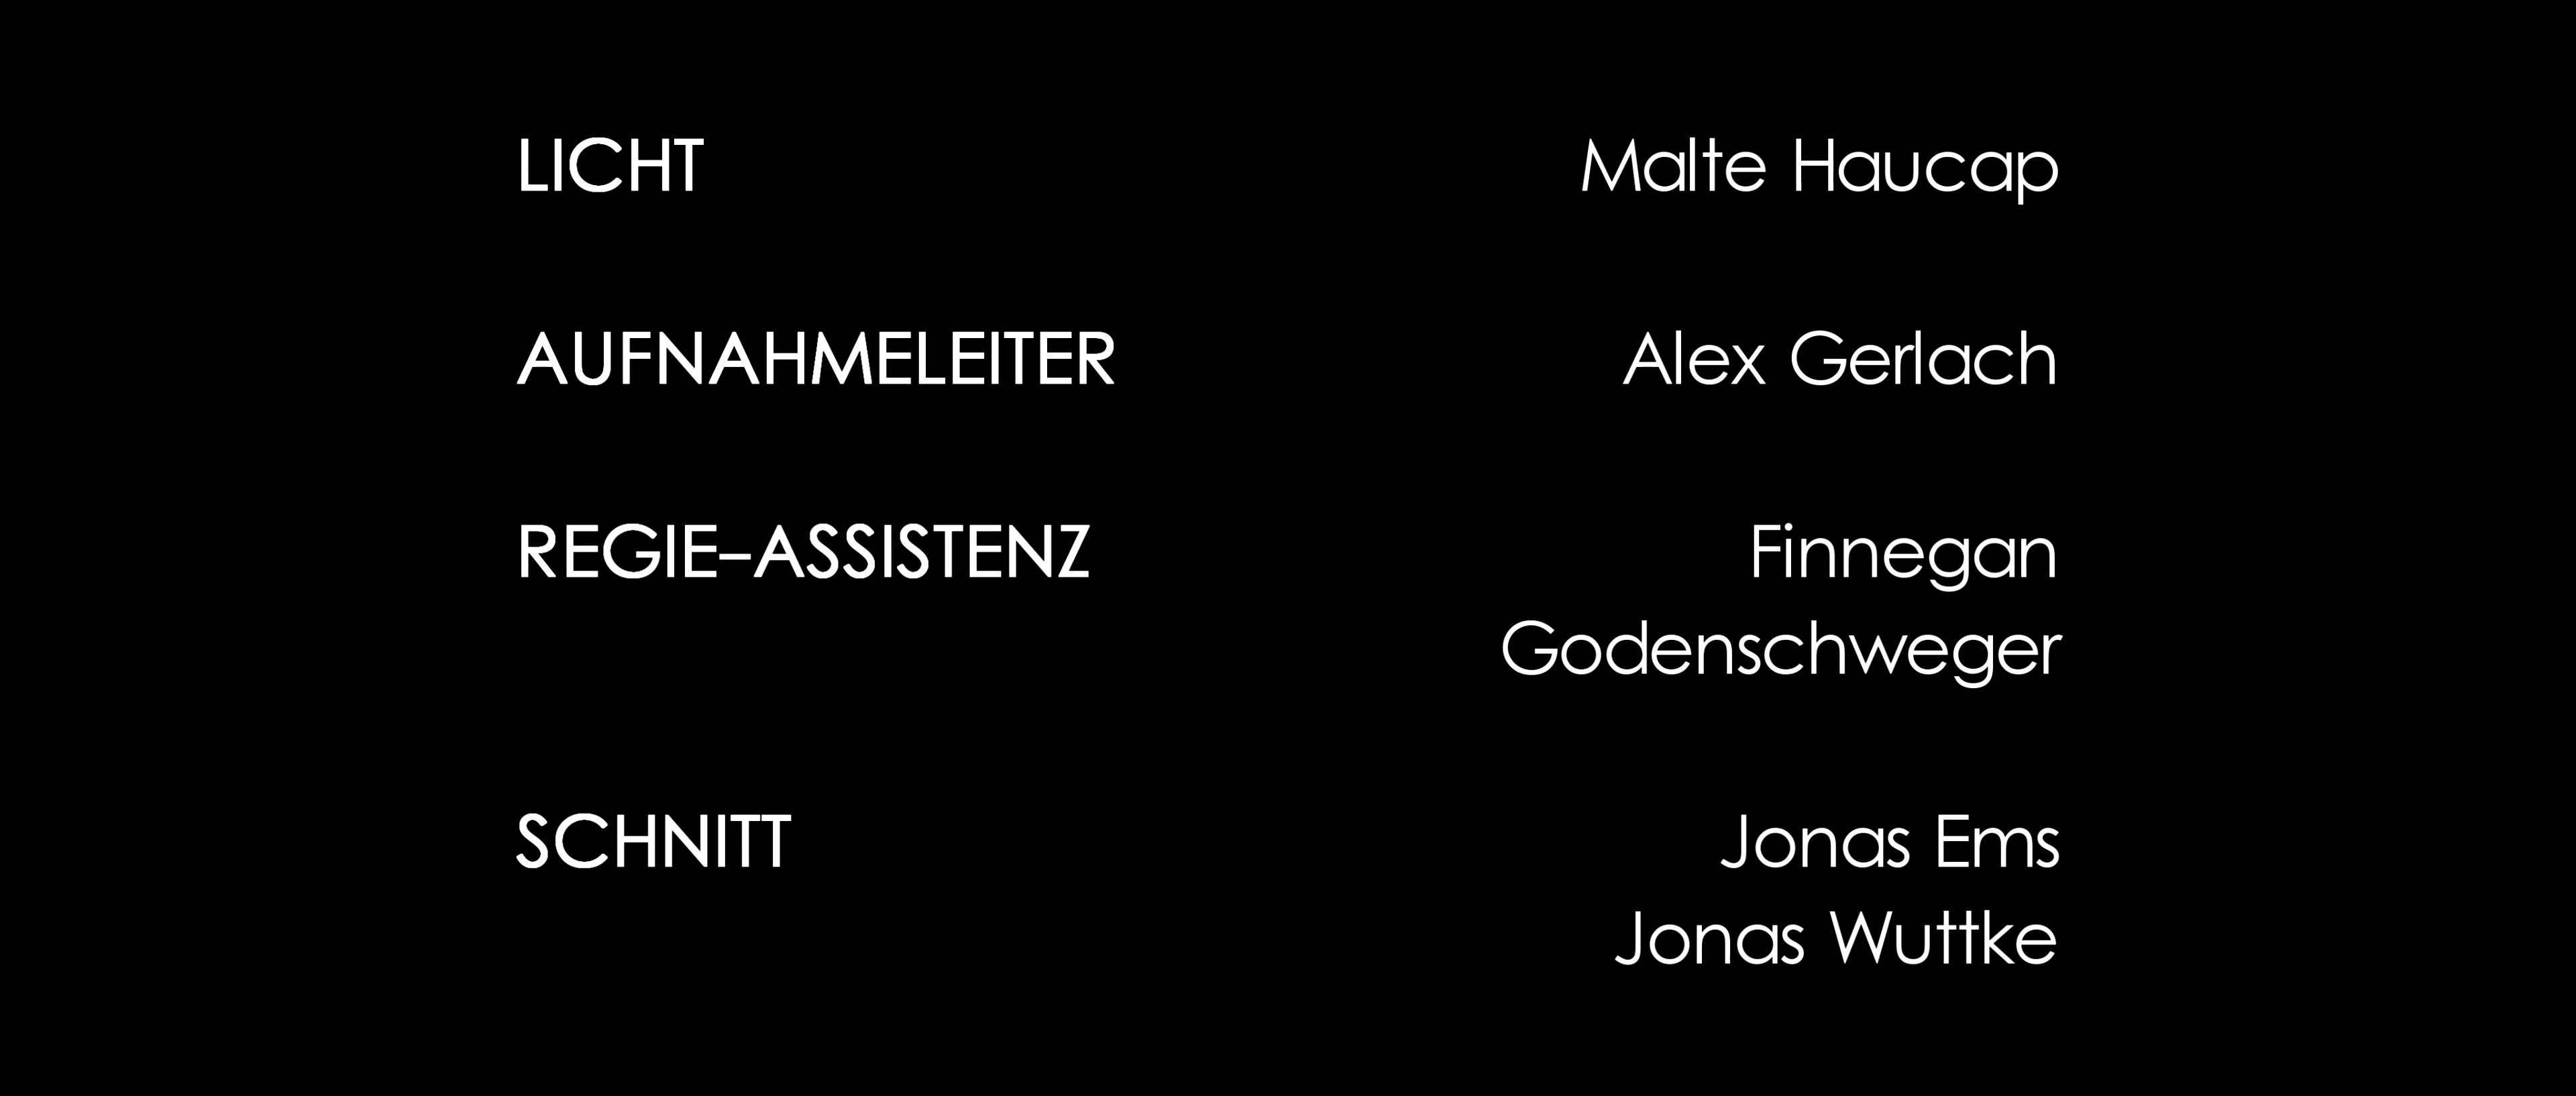 LICHT Malte Haucap
AUFNAHMELEITER Alex Gerlach
REGIE–ASSISTENZ Finnegan
Godenschweger
SCHNITT Jonas Ems
Jonas Wuttke